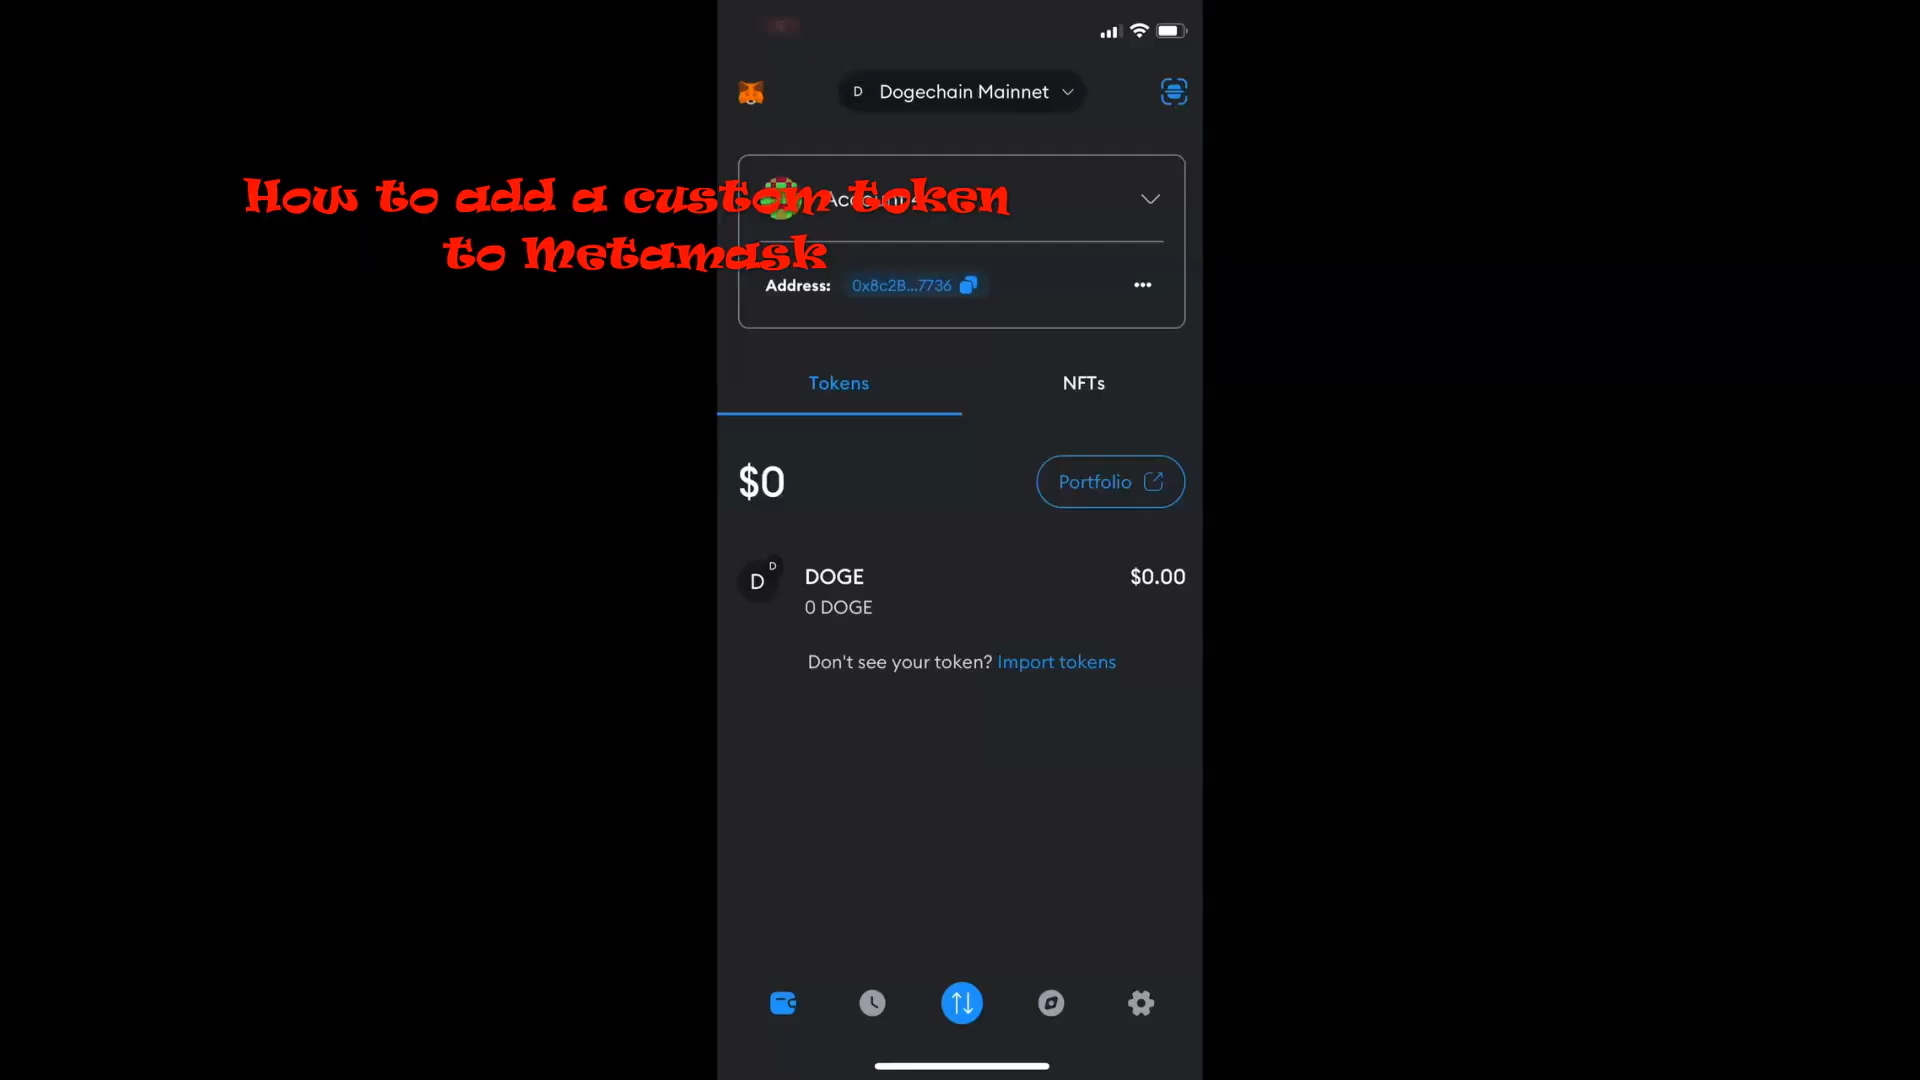 D Dogechain Mainnet
How to add a custom token
to Metamask
Address: 0x8c2B...7736
Tokens
NFTs
$0
Portfolio
D D
DOGE
$0.00
0 DOGE
Don't see your token? Import tokens